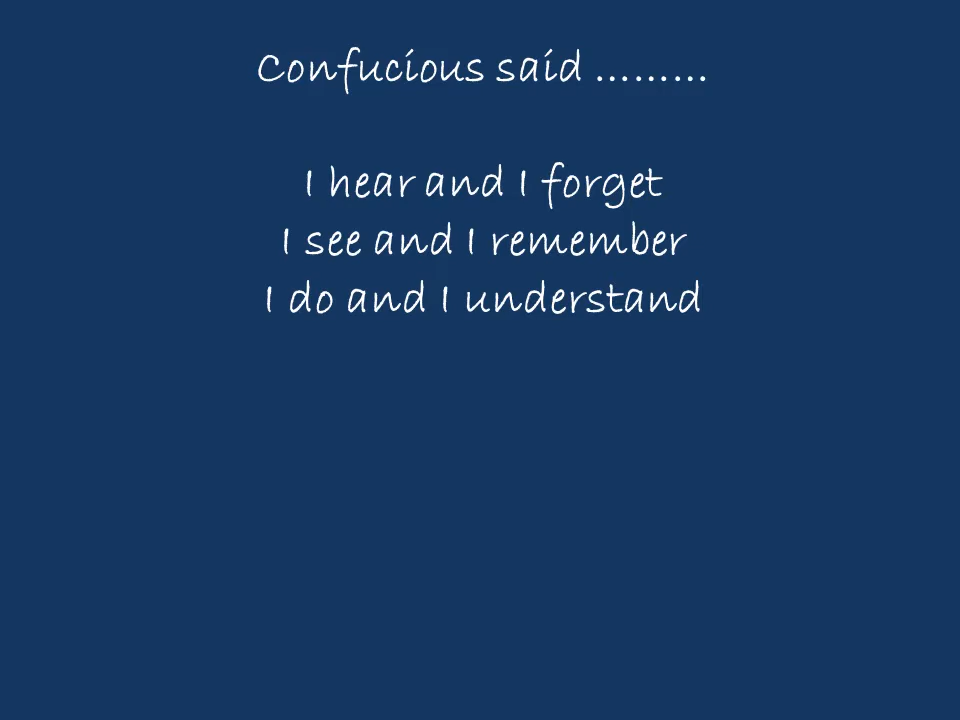 Confucious said .........
I hear and I forget
I see and I remember
I do and I understand